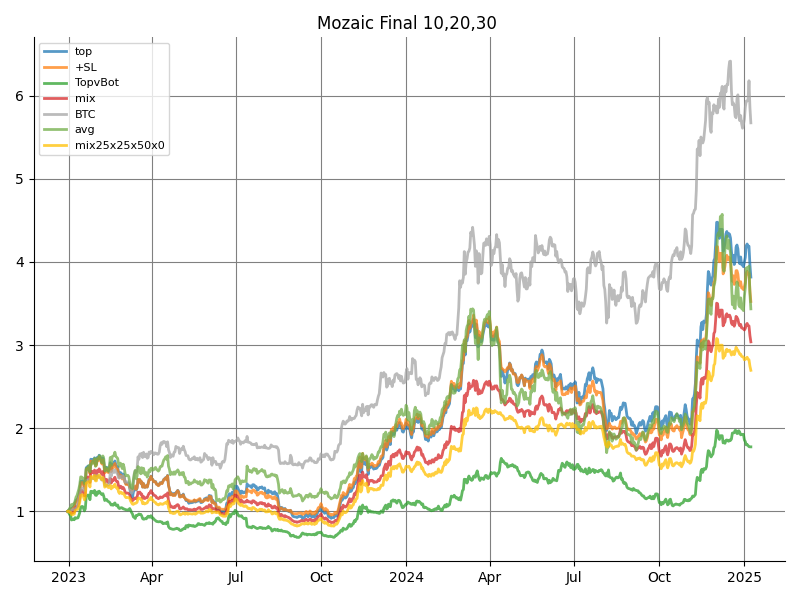 Mozaic Final 10,20,30
top
+SL
TopvBot
mix
BTC
avg
mix25x25x50x0
6
5
4
3
2
1
2023 Apr Jul Oct 2024 Apr Jul Oct 2025